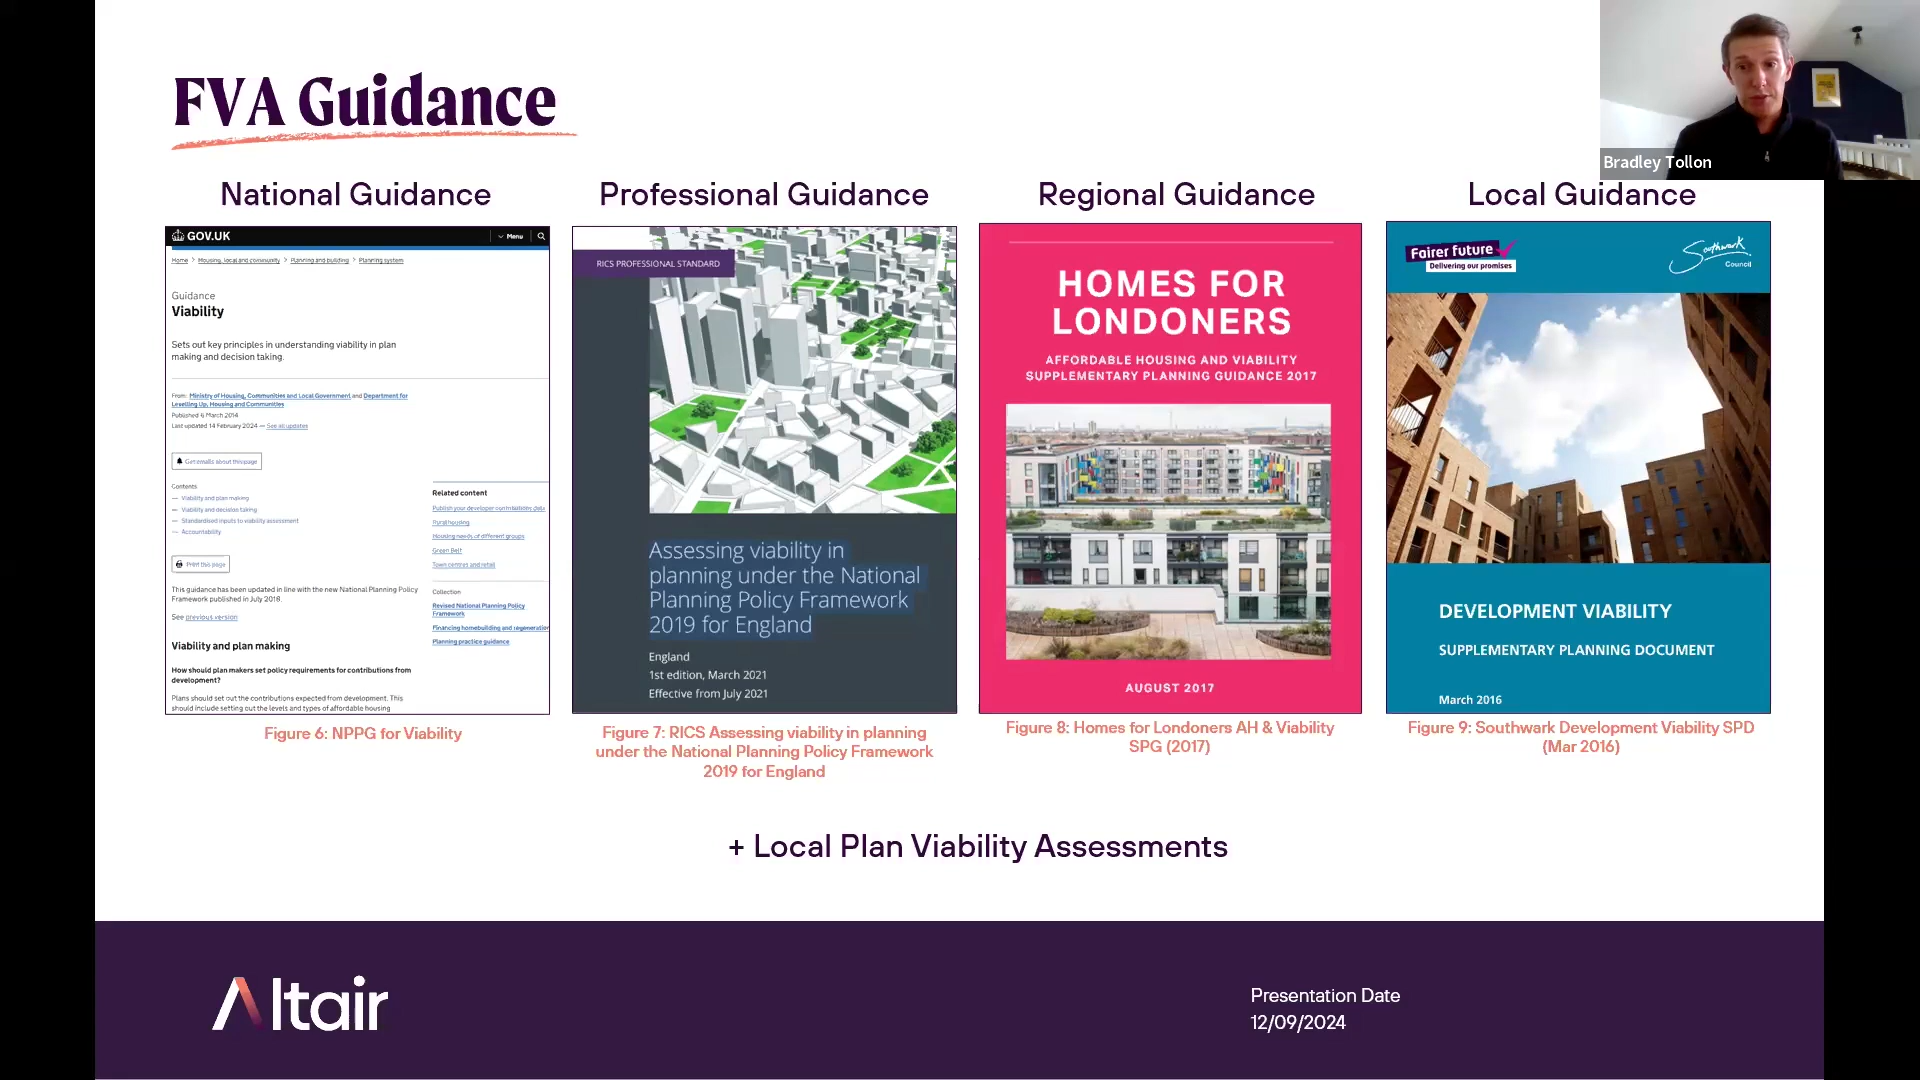 FVA Guidance
Bradley Tollon
National Guidance
Professional Guidance
Regional Guidance
Local Guidance
GOV.UK
Menu
Home > Housing, local and community > Planning and building > Planning system
Guidance
Viability
Sets out key principles in understanding viability in plan
making and decision taking.
From: Ministry of Housing, Communities and Local Government and Department for
Levelling Up, Housing and Communities
Published 6 March 2014
Last updated 14 February 2024 — See all updates
Get emails about this page
Contents
— Viability and plan making
— Viability and decision taking
— Standardised inputs to viability assessment
— Accountability
Print this page
Related content
Publish your developer contributions data
Rural housing
Housing needs of different groups
Green Belt
Town centres and retail
Collection
Revised National Planning Policy
Framework
Financing homebuilding and regeneration
Planning practice guidance
This guidance has been updated in line with the new National Planning Policy
Framework published in July 2018.
See previous version
Viability and plan making
How should plan makers set policy requirements for contributions from
development?
Plans should set out the contributions expected from development. This
should include setting out the levels and types of affordable housing
Figure 6: NPPG for Viability
RICS PROFESSIONAL STANDARD
Assessing viability in
planning under the National
Planning Policy Framework
2019 for England
England
1st edition, March 2021
Effective from July 2021
Figure 7: RICS Assessing viability in planning
under the National Planning Policy Framework
2019 for England
HOMES FOR
LONDONERS
AFFORDABLE HOUSING AND VIABILITY
SUPPLEMENTARY PLANNING GUIDANCE 2017
AUGUST 2017
Figure 8: Homes for Londoners AH & Viability
SPG (2017)
Fairer future
Delivering our promises
Southwark
Council
DEVELOPMENT VIABILITY
SUPPLEMENTARY PLANNING DOCUMENT
March 2016
Figure 9: Southwark Development Viability SPD
(Mar 2016)
+ Local Plan Viability Assessments
Altair
Presentation Date
12/09/2024